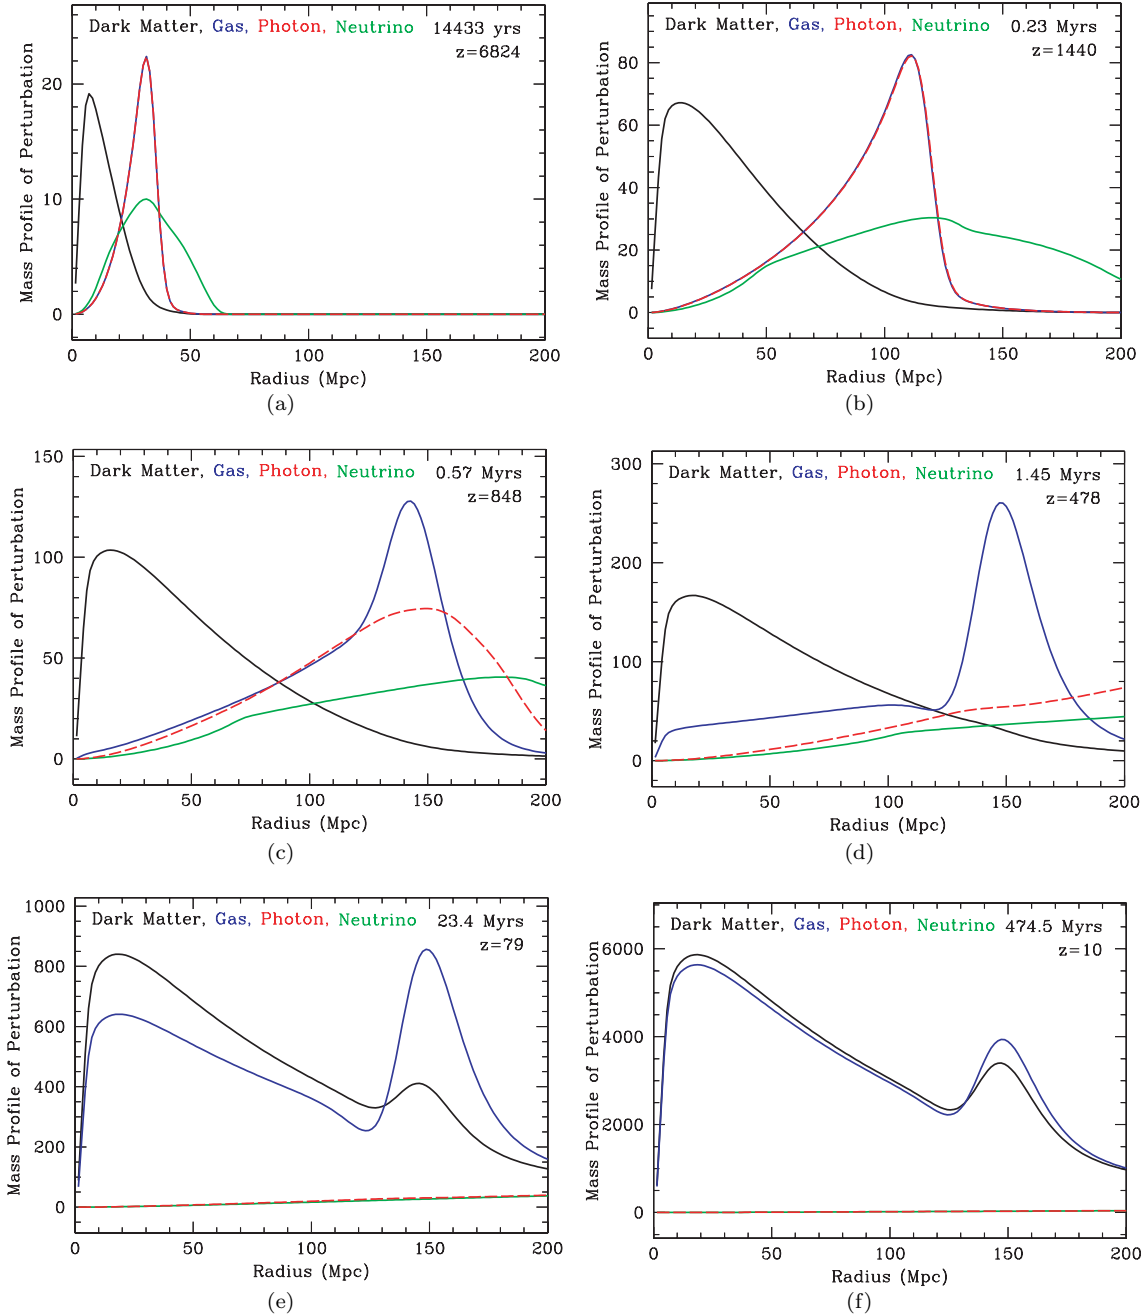 Dark Matter, Gas, Photon, Neutrino 14433 yrs
z=6824
Mass Profile of Perturbation
20
10
0
0 50 100 150 200
Radius (Mpc)
(a)
Dark Matter, Gas, Photon, Neutrino 0.23 Myrs
z=1440
Mass Profile of Perturbation
80
60
40
20
0
0 50 100 150 200
Radius (Mpc)
(b)
Dark Matter, Gas, Photon, Neutrino 0.57 Myrs
z=848
Mass Profile of Perturbation
150
100
50
0
0 50 100 150 200
Radius (Mpc)
(c)
Dark Matter, Gas, Photon, Neutrino 1.45 Myrs
z=478
Mass Profile of Perturbation
300
200
100
0
0 50 100 150 200
Radius (Mpc)
(d)
Dark Matter, Gas, Photon, Neutrino 23.4 Myrs
z=79
Mass Profile of Perturbation
1000
800
600
400
200
0
0 50 100 150 200
Radius (Mpc)
(e)
Dark Matter, Gas, Photon, Neutrino 474.5 Myrs
z=10
Mass Profile of Perturbation
6000
4000
2000
0
0 50 100 150 200
Radius (Mpc)
(f)